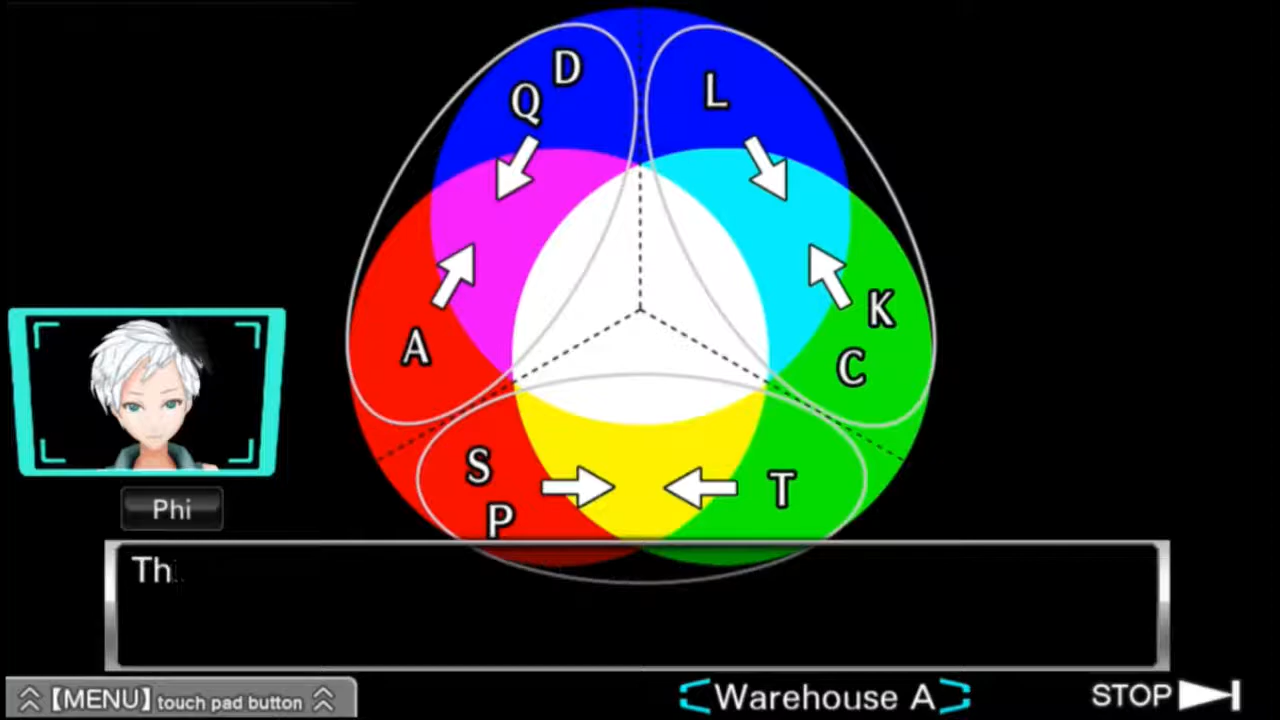 D
Q
L
K
A
C
S
T
P
Phi
Th
【MENU】touch pad button
Warehouse A
STOP